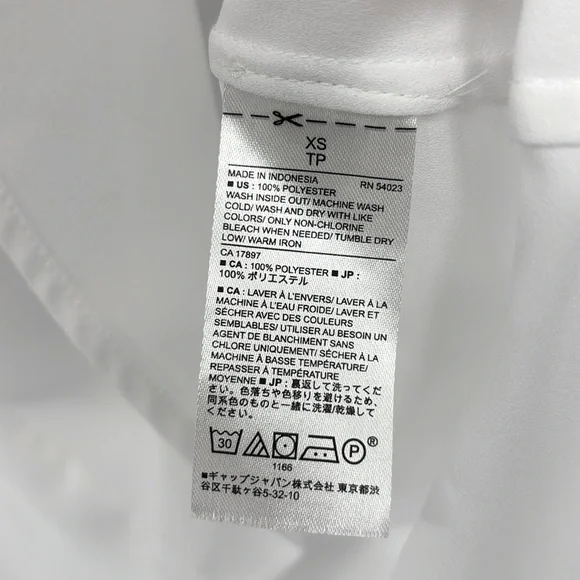 XS
TP
MADE IN INDONESIA RN 54023
■ US : 100% POLYESTER
WASH INSIDE OUT/ MACHINE WASH
COLD/ WASH AND DRY WITH LIKE
COLORS/ ONLY NON-CHLORINE
BLEACH WHEN NEEDED/ TUMBLE DRY
LOW/ WARM IRON
CA 17897
■ CA : 100% POLYESTER ■ JP :
100% ポリエステル
■ CA : LAVER À L'ENVERS/ LAVER À LA
MACHINE À L'EAU FROIDE/ LAVER ET
SÉCHER AVEC DES COULEURS
SEMBLABLES/ UTILISER AU BESOIN UN
AGENT DE BLANCHIMENT SANS
CHLORE UNIQUEMENT/ SÉCHER À LA
MACHINE À BASSE TEMPÉRATURE/
REPASSER À TEMPÉRATURE
MOYENNE ■ JP : 裏返して洗ってくだ
さい。色落ちや色移りを避けるため、
同系色のものと一緒に洗濯/乾燥して
ください。
30 P ®
1166
■ギャップジャパン株式会社 東京都渋
谷区千駄ヶ谷5-32-10